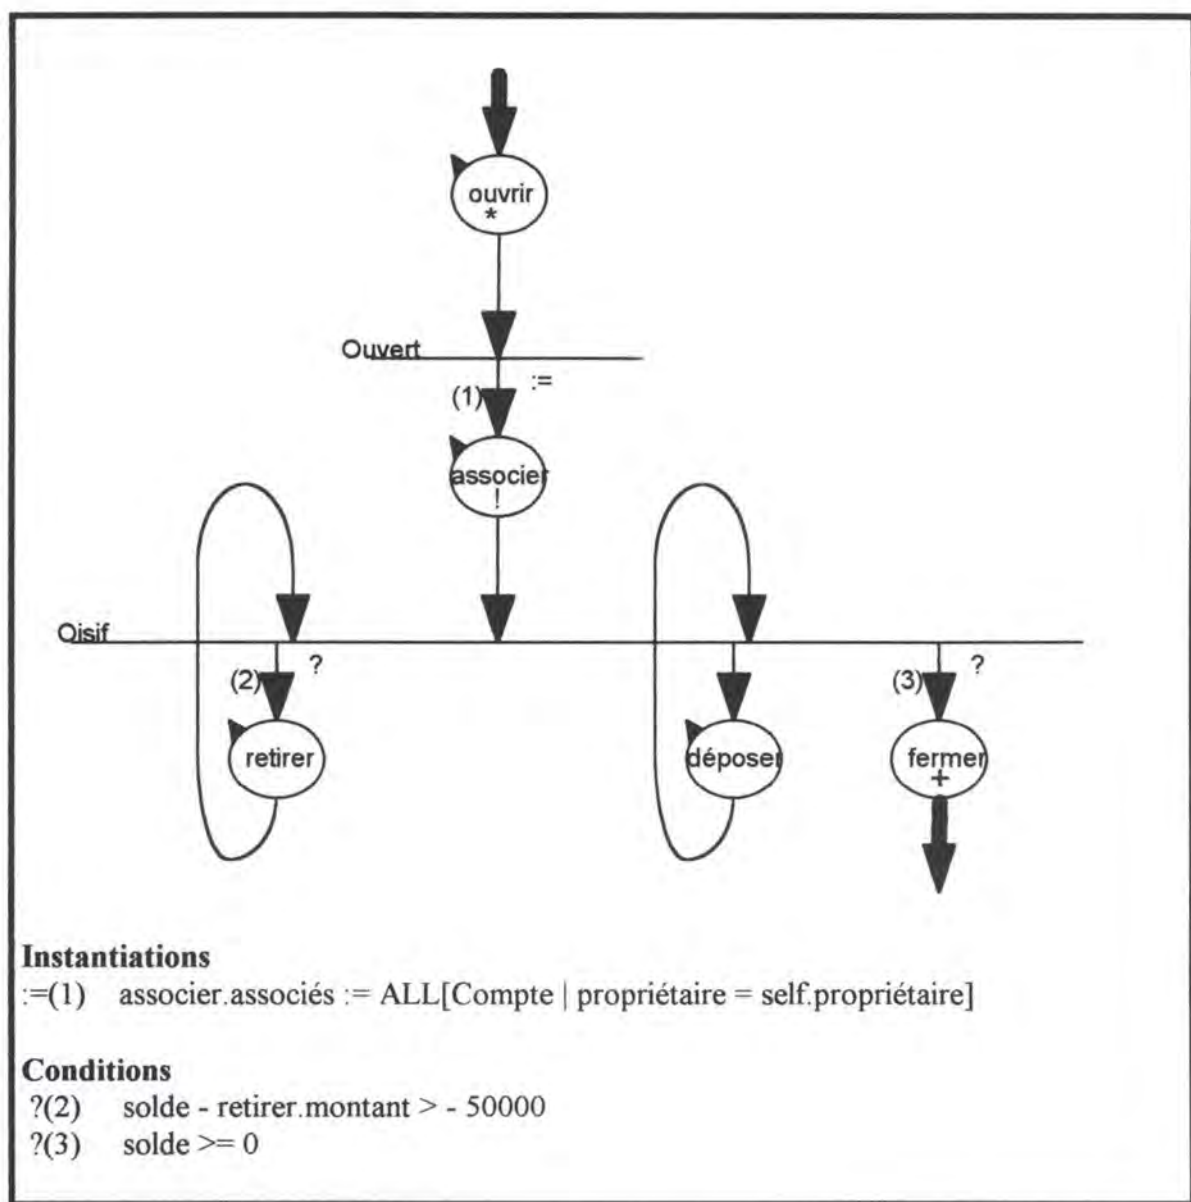 ouvrir
*
Ouvert
:=
(1)
associer
!
Oisif
(2)
?
(3)
?
retirer
déposer
fermer
+
Instantiations
:=(1) associer.associés := ALL[Compte | propriétaire = self.propriétaire]
Conditions
?(2) solde - retirer.montant > - 50000
?(3) solde >= 0